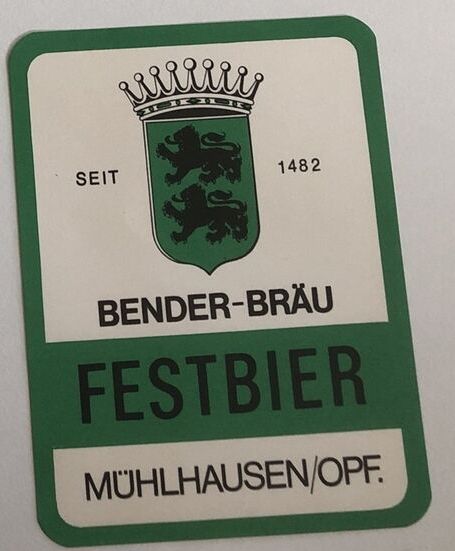 SEIT 1482
BENDER-BRÄU
FESTBIER
MÜHLHAUSEN/OPF.